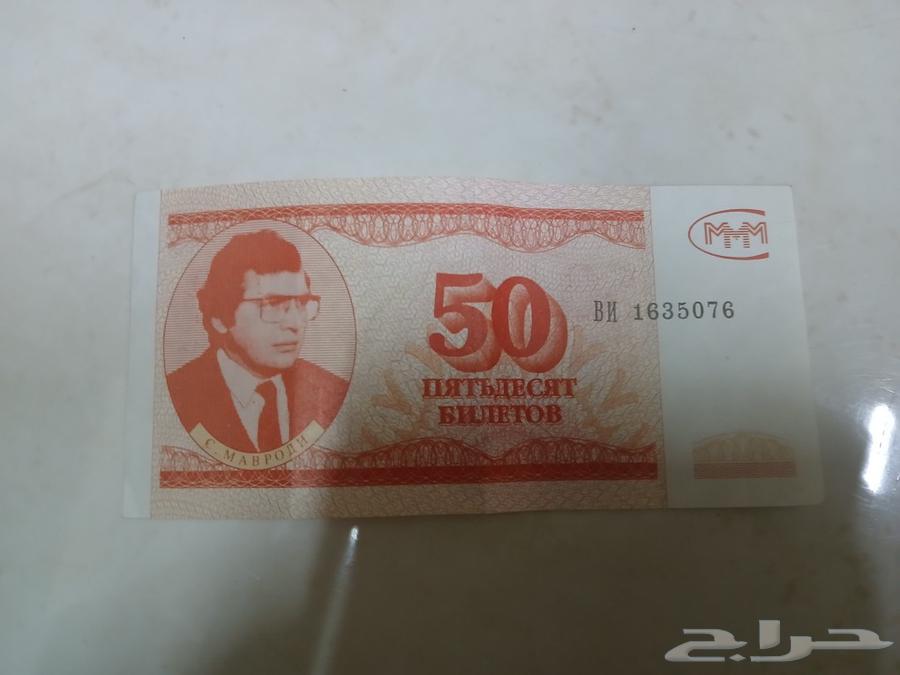 МММ
50
ВИ 1635076
ПЯТЬДЕСЯТ
БИЛЕТОВ
С. МАВРОДИ
حراج